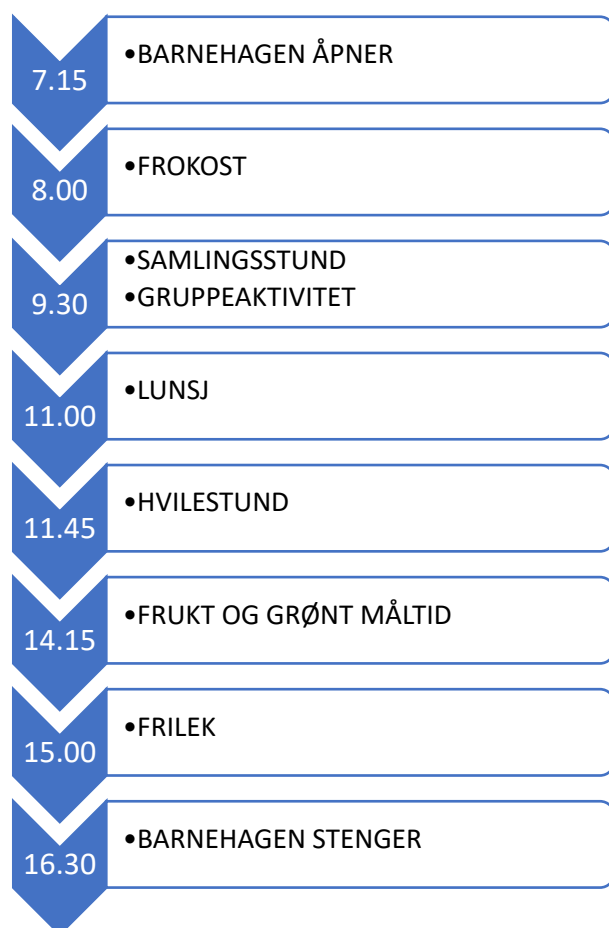 7.15
•BARNEHAGEN ÅPNER
8.00
•FROKOST
9.30
•SAMLINGSSTUND
•GRUPPEAKTIVITET
11.00
•LUNSJ
11.45
•HVILESTUND
14.15
•FRUKT OG GRØNT MÅLTID
15.00
•FRILEK
16.30
•BARNEHAGEN STENGER